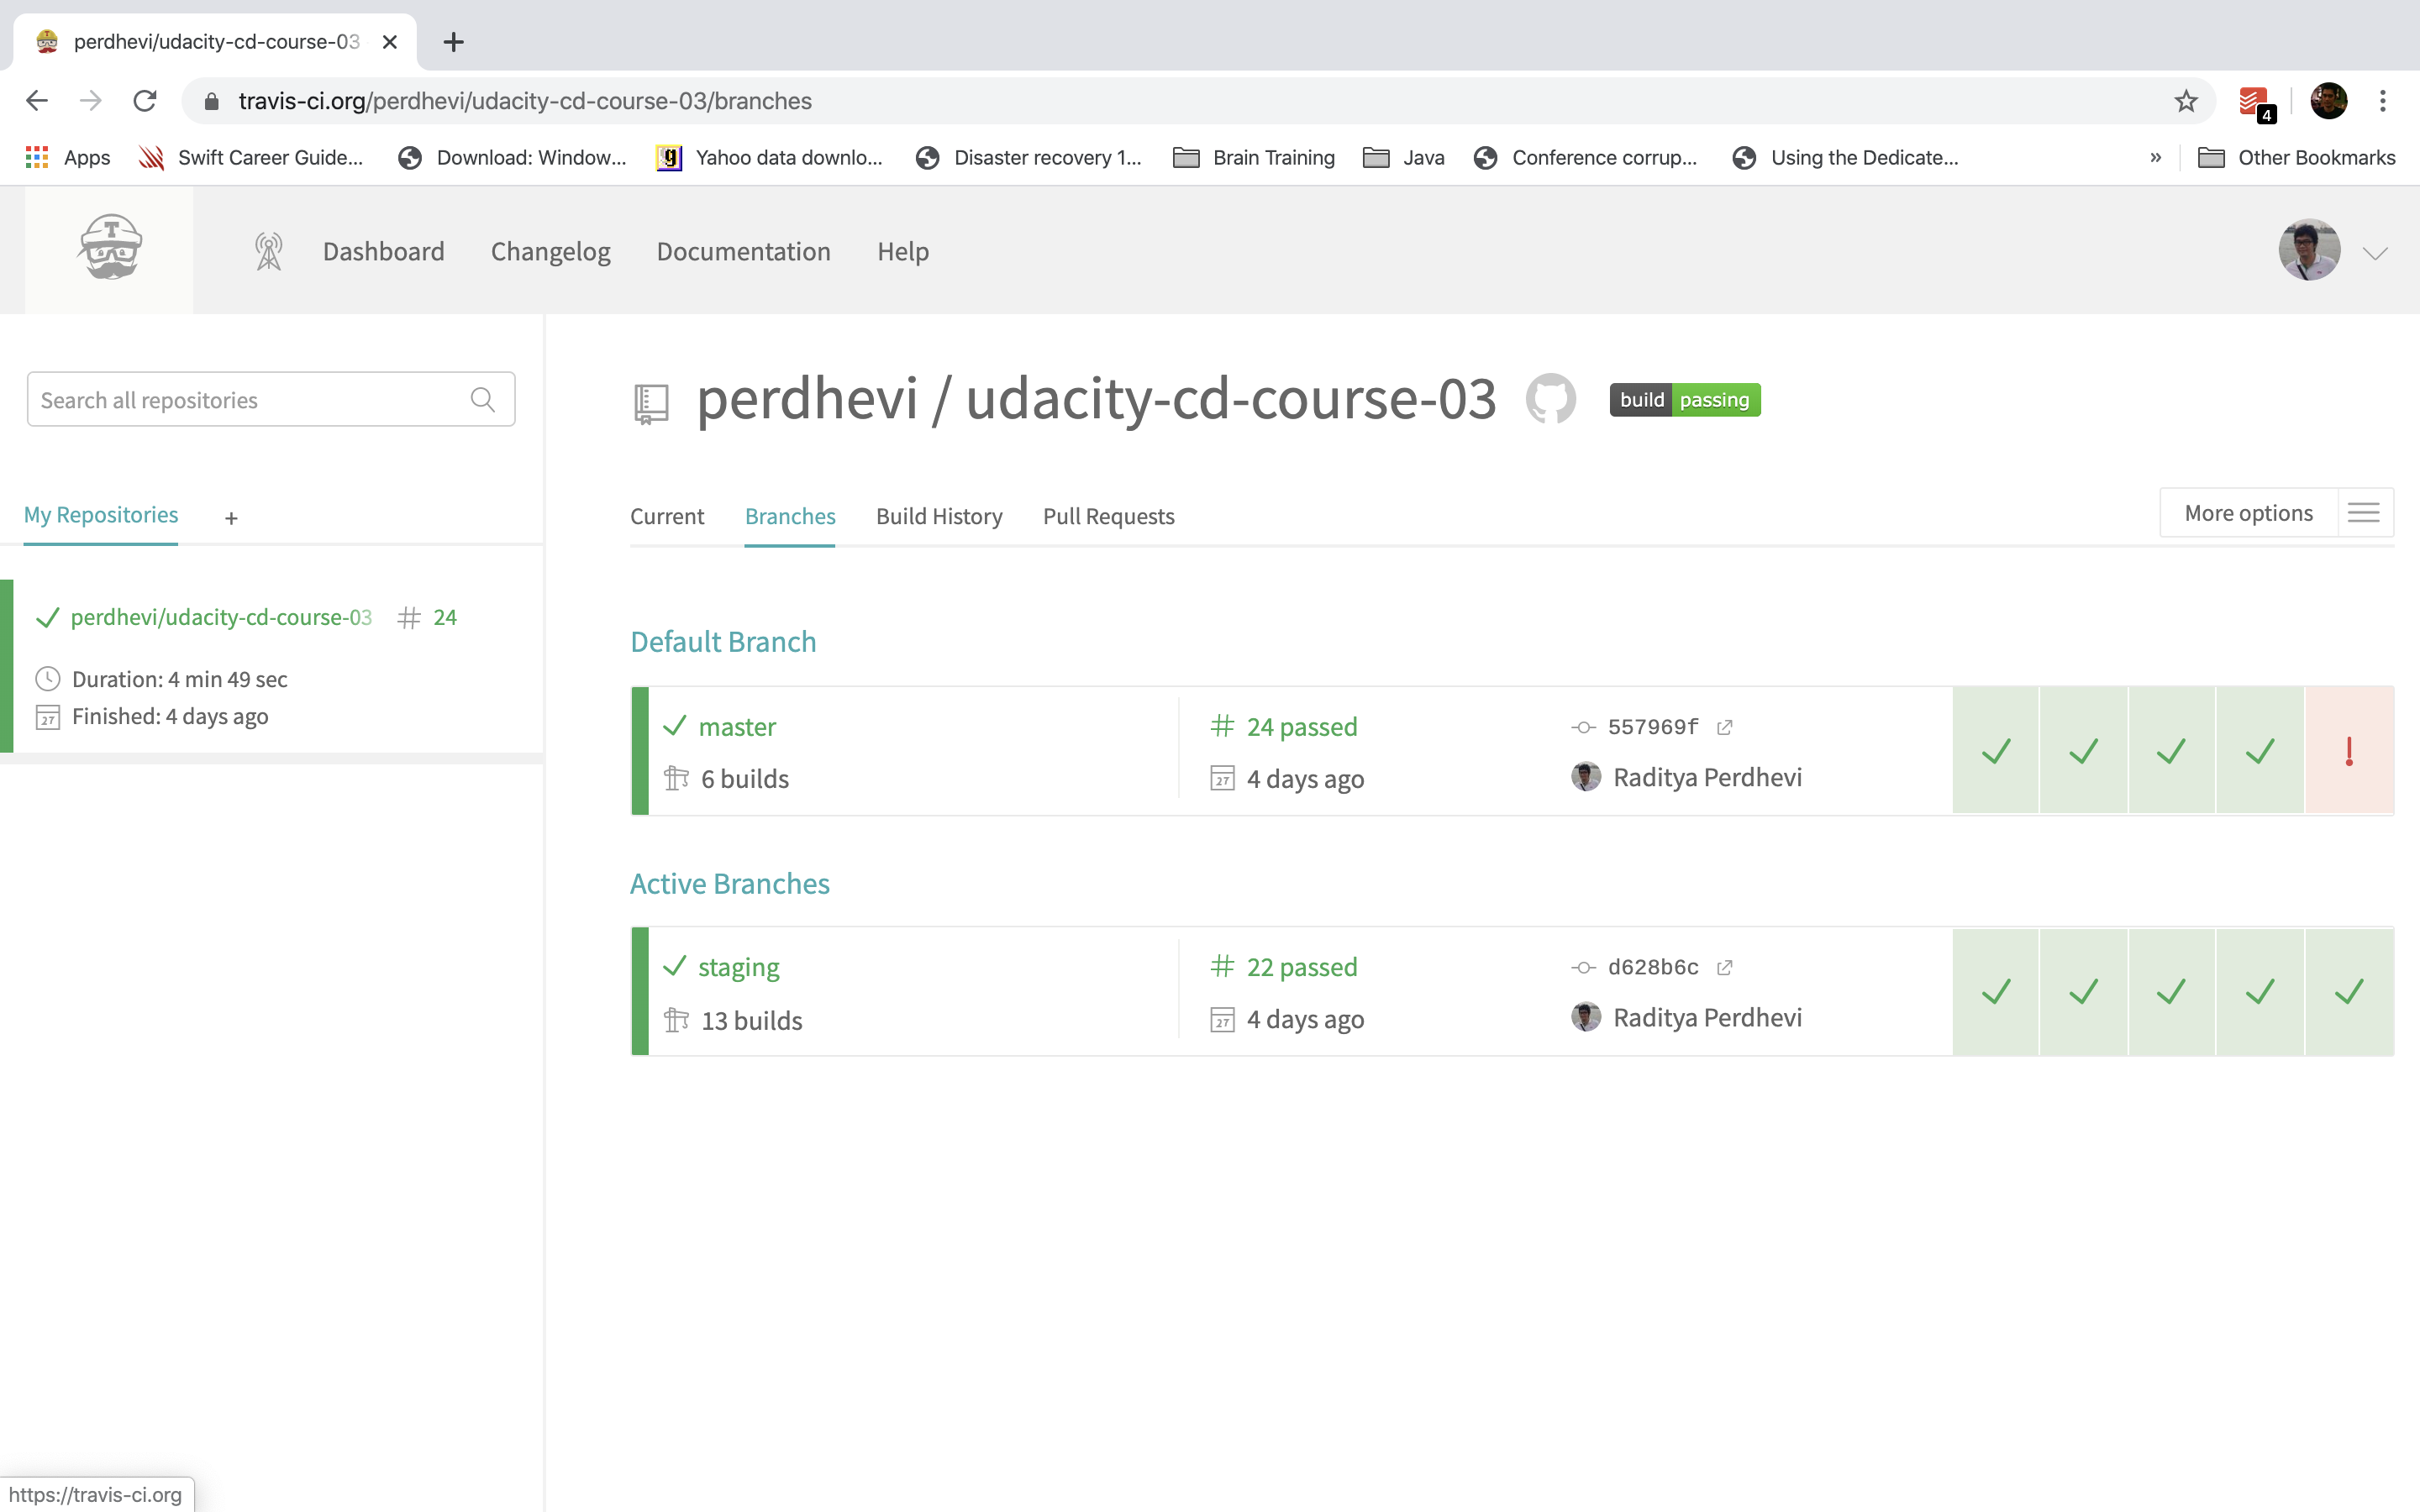 perdhevi/udacity-cd-course-03
travis-ci.org/perdhevi/udacity-cd-course-03/branches
4
Apps
Swift Career Guide...
Download: Window...
Yahoo data downlo...
Disaster recovery 1...
Brain Training
Java
Conference corrup...
Using the Dedicate...
»
Other Bookmarks
T
Dashboard
Changelog
Documentation
Help
Search all repositories
My Repositories
+
perdhevi/udacity-cd-course-03 # 24
Duration: 4 min 49 sec
27 Finished: 4 days ago
perdhevi / udacity-cd-course-03
build passing
Current
Branches
Build History
Pull Requests
More options
Default Branch
master
# 24 passed
557969f
6 builds
27 4 days ago
Raditya Perdhevi
!
Active Branches
staging
# 22 passed
d628b6c
13 builds
27 4 days ago
Raditya Perdhevi
https://travis-ci.org